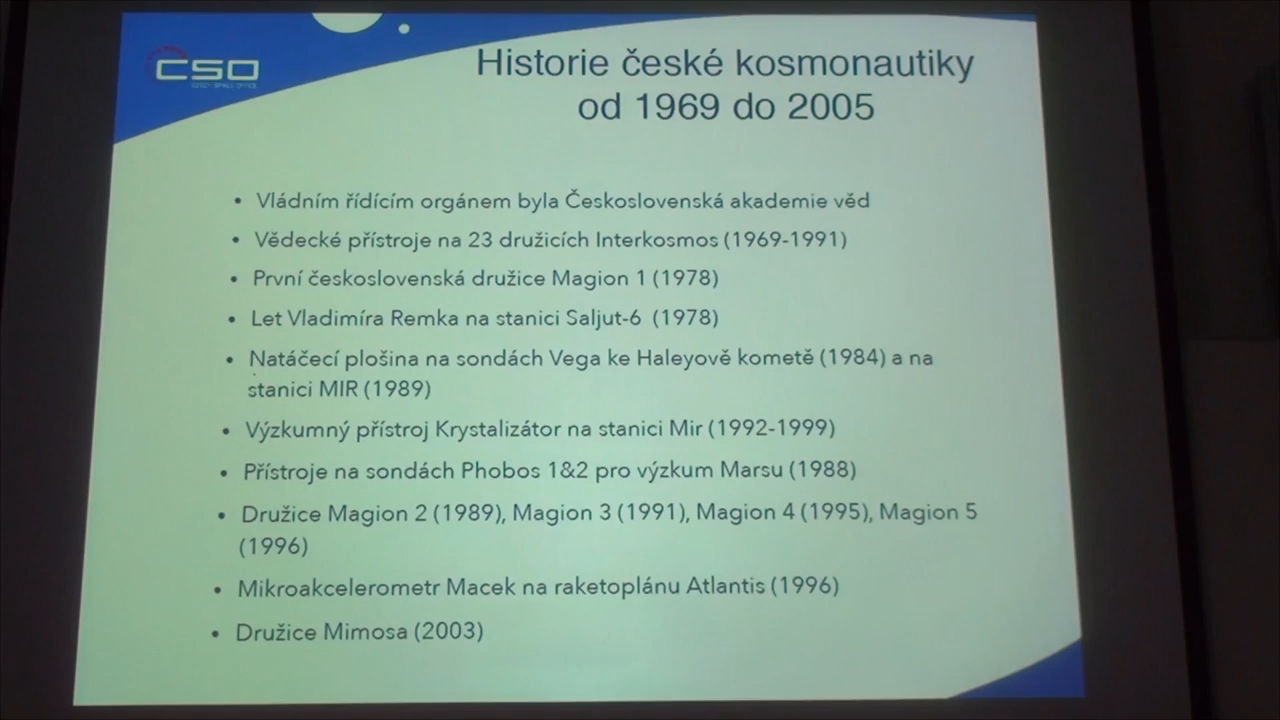 CSO
CZECH SPACE OFFICE
Historie české kosmonautiky
od 1969 do 2005
• Vládním řídícím orgánem byla Československá akademie věd
• Vědecké přístroje na 23 družicích Interkosmos (1969-1991)
• První československá družice Magion 1 (1978)
• Let Vladimíra Remka na stanici Saljut-6 (1978)
• Natáčecí plošina na sondách Vega ke Haleyově kometě (1984) a na
stanici MIR (1989)
• Výzkumný přístroj Krystalizátor na stanici Mir (1992-1999)
• Přístroje na sondách Phobos 1&2 pro výzkum Marsu (1988)
• Družice Magion 2 (1989), Magion 3 (1991), Magion 4 (1995), Magion 5
(1996)
• Mikroakcelerometr Macek na raketoplánu Atlantis (1996)
• Družice Mimosa (2003)